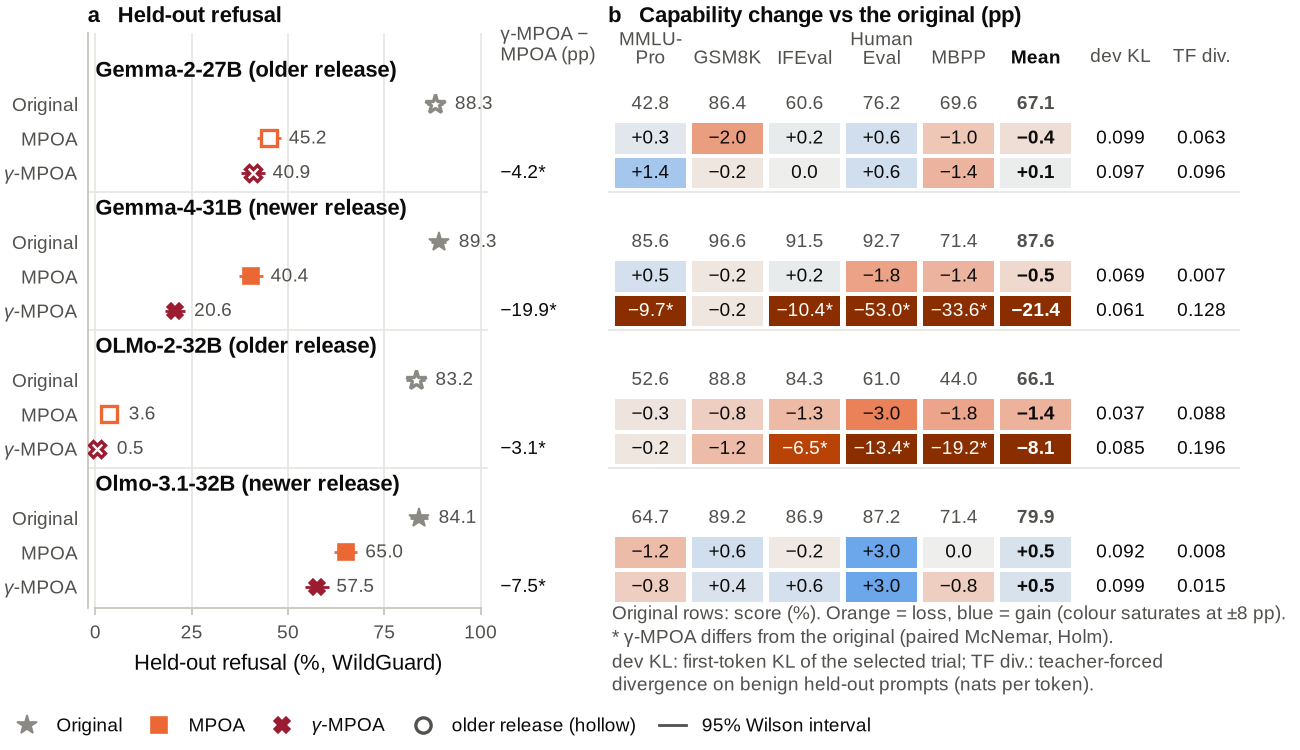 a Held-out refusal
b Capability change vs the original (pp)
γ-MPOA −
MPOA (pp)
MMLU-
Pro GSM8K IFEval Human
Eval MBPP Mean dev KL TF div.
Gemma-2-27B (older release)
Original 88.3 42.8 86.4 60.6 76.2 69.6 67.1
MPOA 45.2 +0.3 −2.0 +0.2 +0.6 −1.0 −0.4 0.099 0.063
γ-MPOA 40.9 −4.2* +1.4 −0.2 0.0 +0.6 −1.4 +0.1 0.097 0.096
Gemma-4-31B (newer release)
Original 89.3 85.6 96.6 91.5 92.7 71.4 87.6
MPOA 40.4 +0.5 −0.2 +0.2 −1.8 −1.4 −0.5 0.069 0.007
γ-MPOA 20.6 −19.9* −9.7* −0.2 −10.4* −53.0* −33.6* −21.4 0.061 0.128
OLMo-2-32B (older release)
Original 83.2 52.6 88.8 84.3 61.0 44.0 66.1
MPOA 3.6 −0.3 −0.8 −1.3 −3.0 −1.8 −1.4 0.037 0.088
γ-MPOA 0.5 −3.1* −0.2 −1.2 −6.5* −13.4* −19.2* −8.1 0.085 0.196
Olmo-3.1-32B (newer release)
Original 84.1 64.7 89.2 86.9 87.2 71.4 79.9
MPOA 65.0 −1.2 +0.6 −0.2 +3.0 0.0 +0.5 0.092 0.008
γ-MPOA 57.5 −7.5* −0.8 +0.4 +0.6 +3.0 −0.8 +0.5 0.099 0.015
0 25 50 75 100
Held-out refusal (%, WildGuard)
Original rows: score (%). Orange = loss, blue = gain (colour saturates at ±8 pp).
* γ-MPOA differs from the original (paired McNemar, Holm).
dev KL: first-token KL of the selected trial; TF div.: teacher-forced
divergence on benign held-out prompts (nats per token).
Original MPOA γ-MPOA older release (hollow) 95% Wilson interval